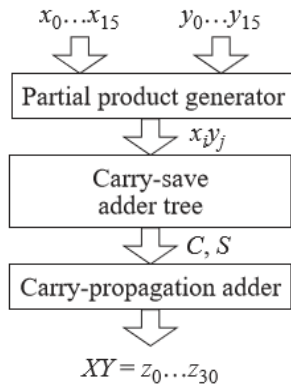 x₀…x₁₅ y₀…y₁₅
Partial product generator
xᵢyⱼ
Carry-save
adder tree
C, S
Carry-propagation adder
XY = z₀…z₃₀